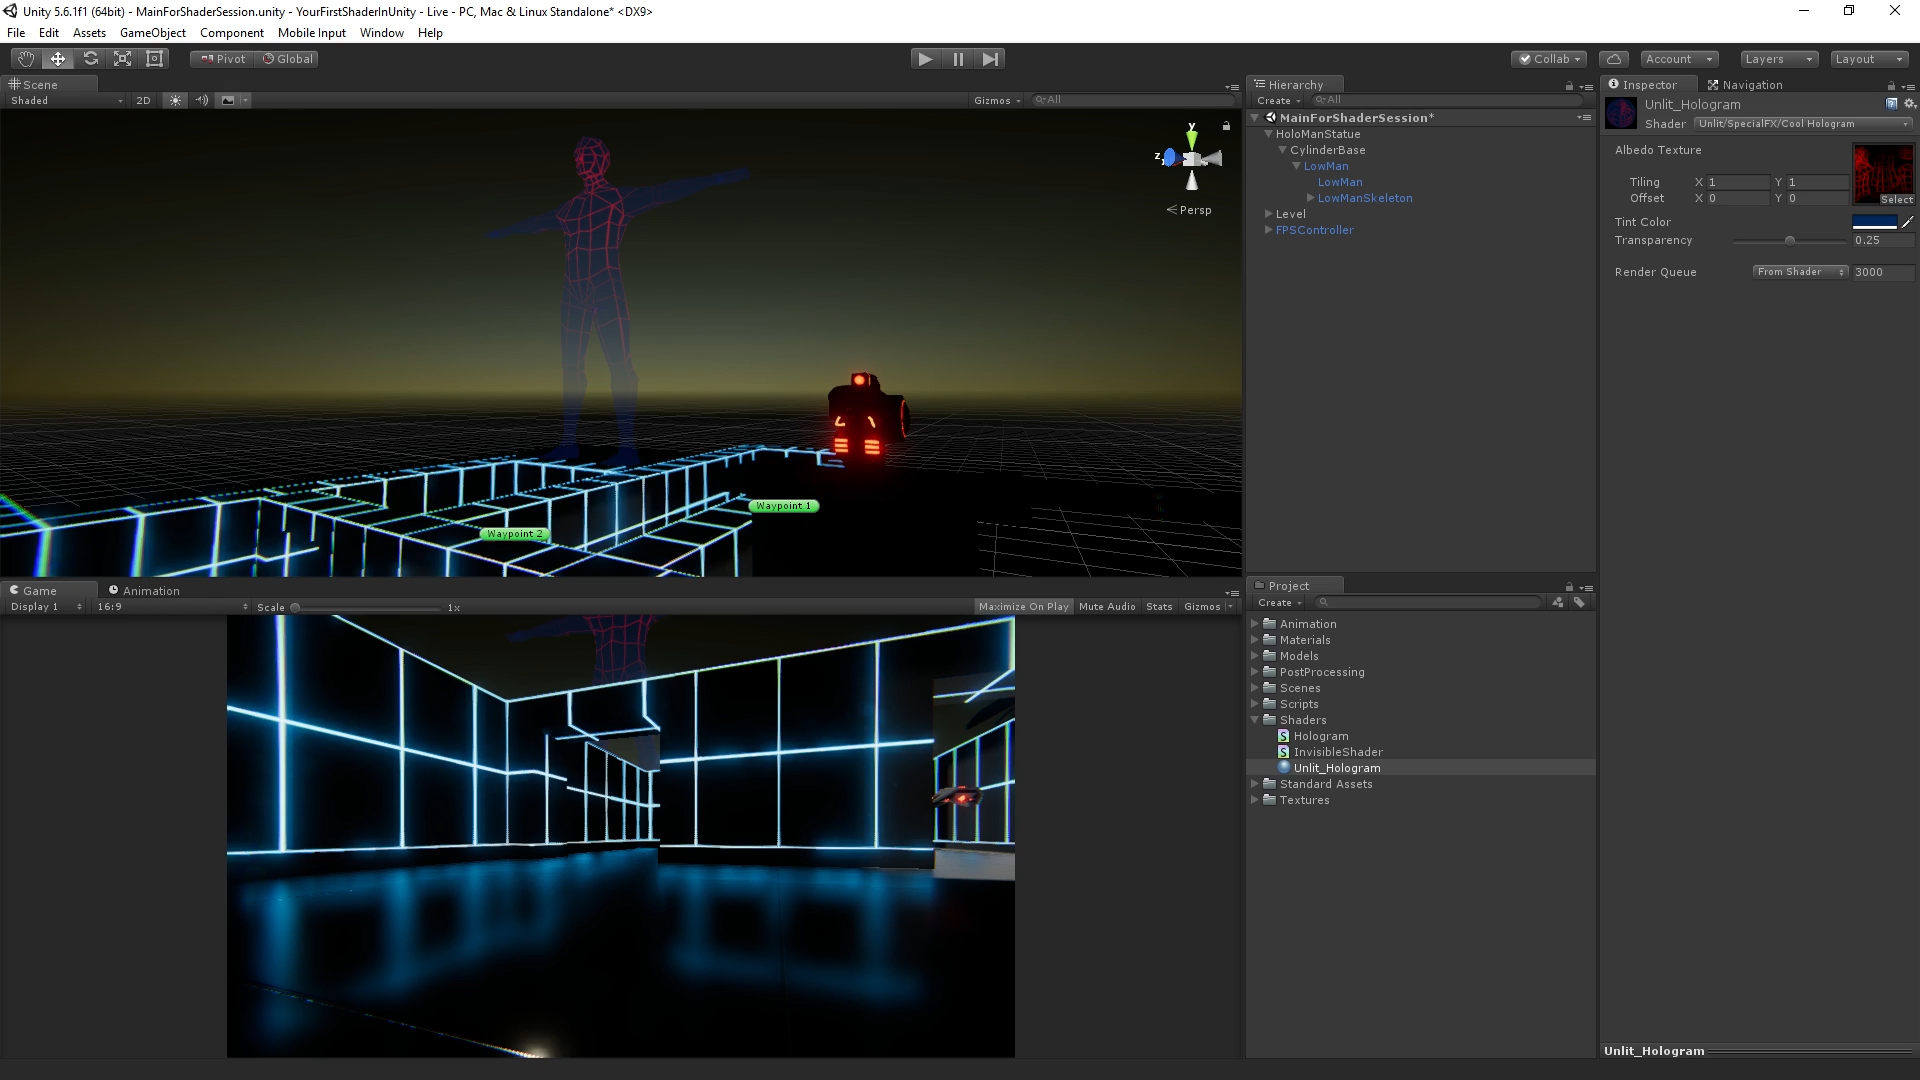 Unity 5.6.1f1 (64bit) - MainForShaderSession.unity - YourFirstShaderInUnity - Live - PC, Mac & Linux Standalone* <DX9>
File Edit Assets GameObject Component Mobile Input Window Help
Pivot Global Collab Account Layers Layout
Scene
Shaded 2D Gizmos All
y
z
Persp
Waypoint 1
Waypoint 2
Game Animation
Display 1 16:9 Scale 1x Maximize On Play Mute Audio Stats Gizmos
Hierarchy
Create All
MainForShaderSession*
HoloManStatue
CylinderBase
LowMan
LowMan
LowManSkeleton
Level
FPSController
Project
Create
Animation
Materials
Models
PostProcessing
Scenes
Scripts
Shaders
S Hologram
S InvisibleShader
Unlit_Hologram
Standard Assets
Textures
Inspector Navigation
Unlit_Hologram
Shader Unlit/SpecialFX/Cool Hologram
Albedo Texture
Tiling X 1 Y 1
Offset X 0 Y 0
Select
Tint Color
Transparency 0.25
Render Queue From Shader 3000
Unlit_Hologram